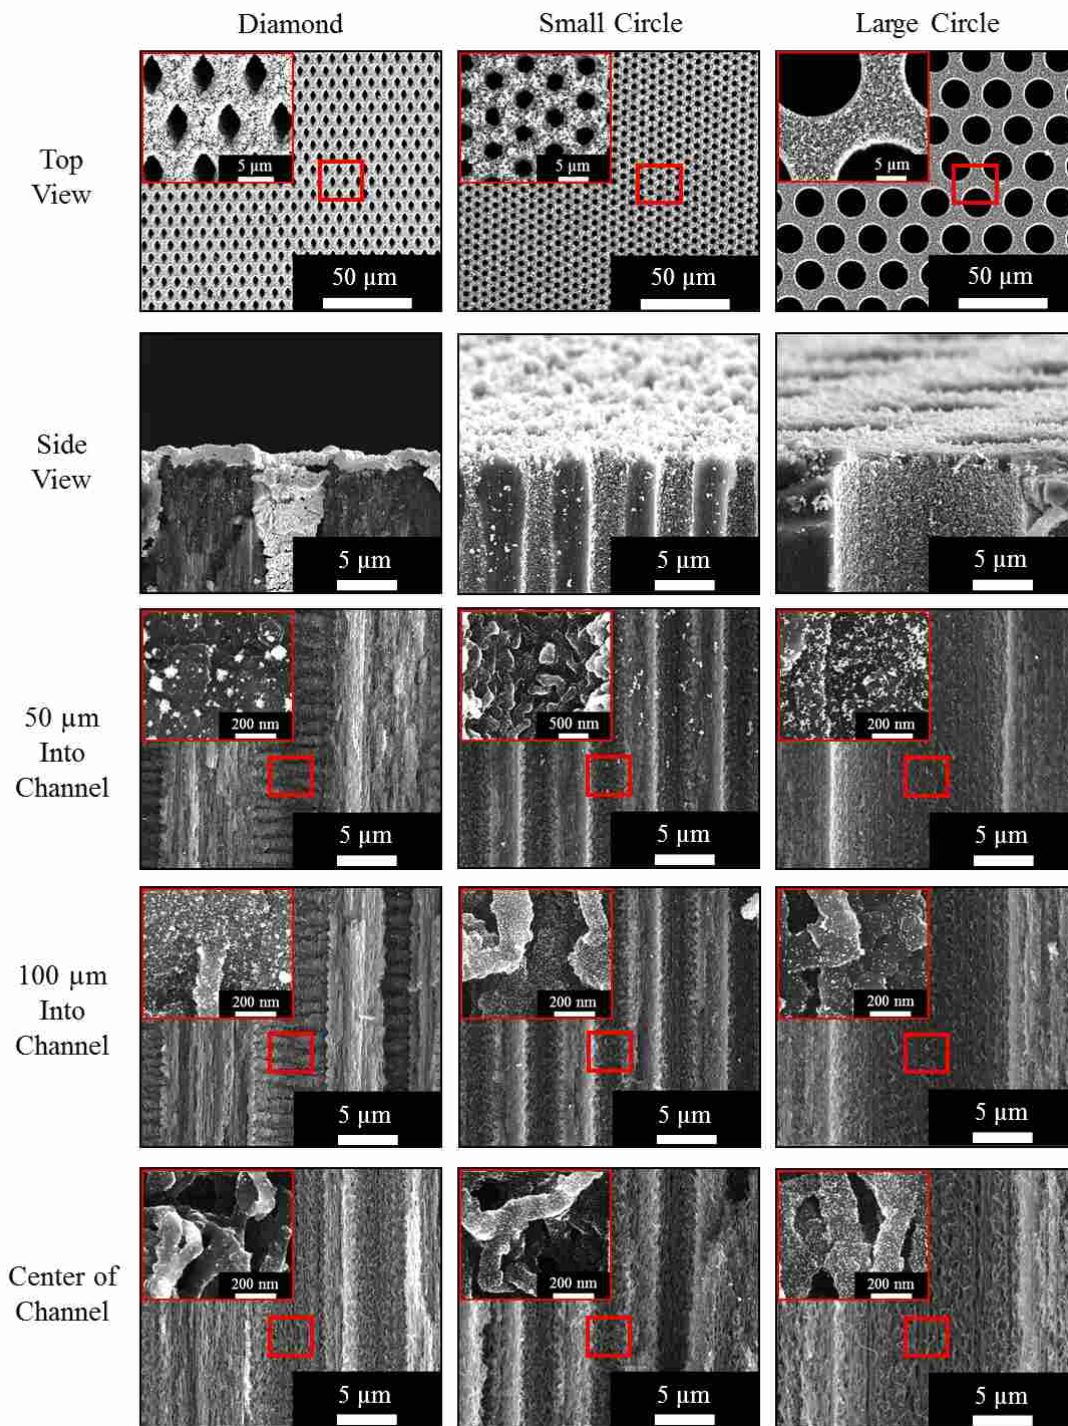 Diamond
Small Circle
Large Circle
Top
View
5 µm
50 µm
5 µm
50 µm
5 µm
50 µm
Side
View
5 µm
5 µm
5 µm
50 µm
Into
Channel
200 nm
5 µm
500 nm
5 µm
200 nm
5 µm
100 µm
Into
Channel
200 nm
5 µm
200 nm
5 µm
200 nm
5 µm
Center of
Channel
200 nm
5 µm
200 nm
5 µm
200 nm
5 µm